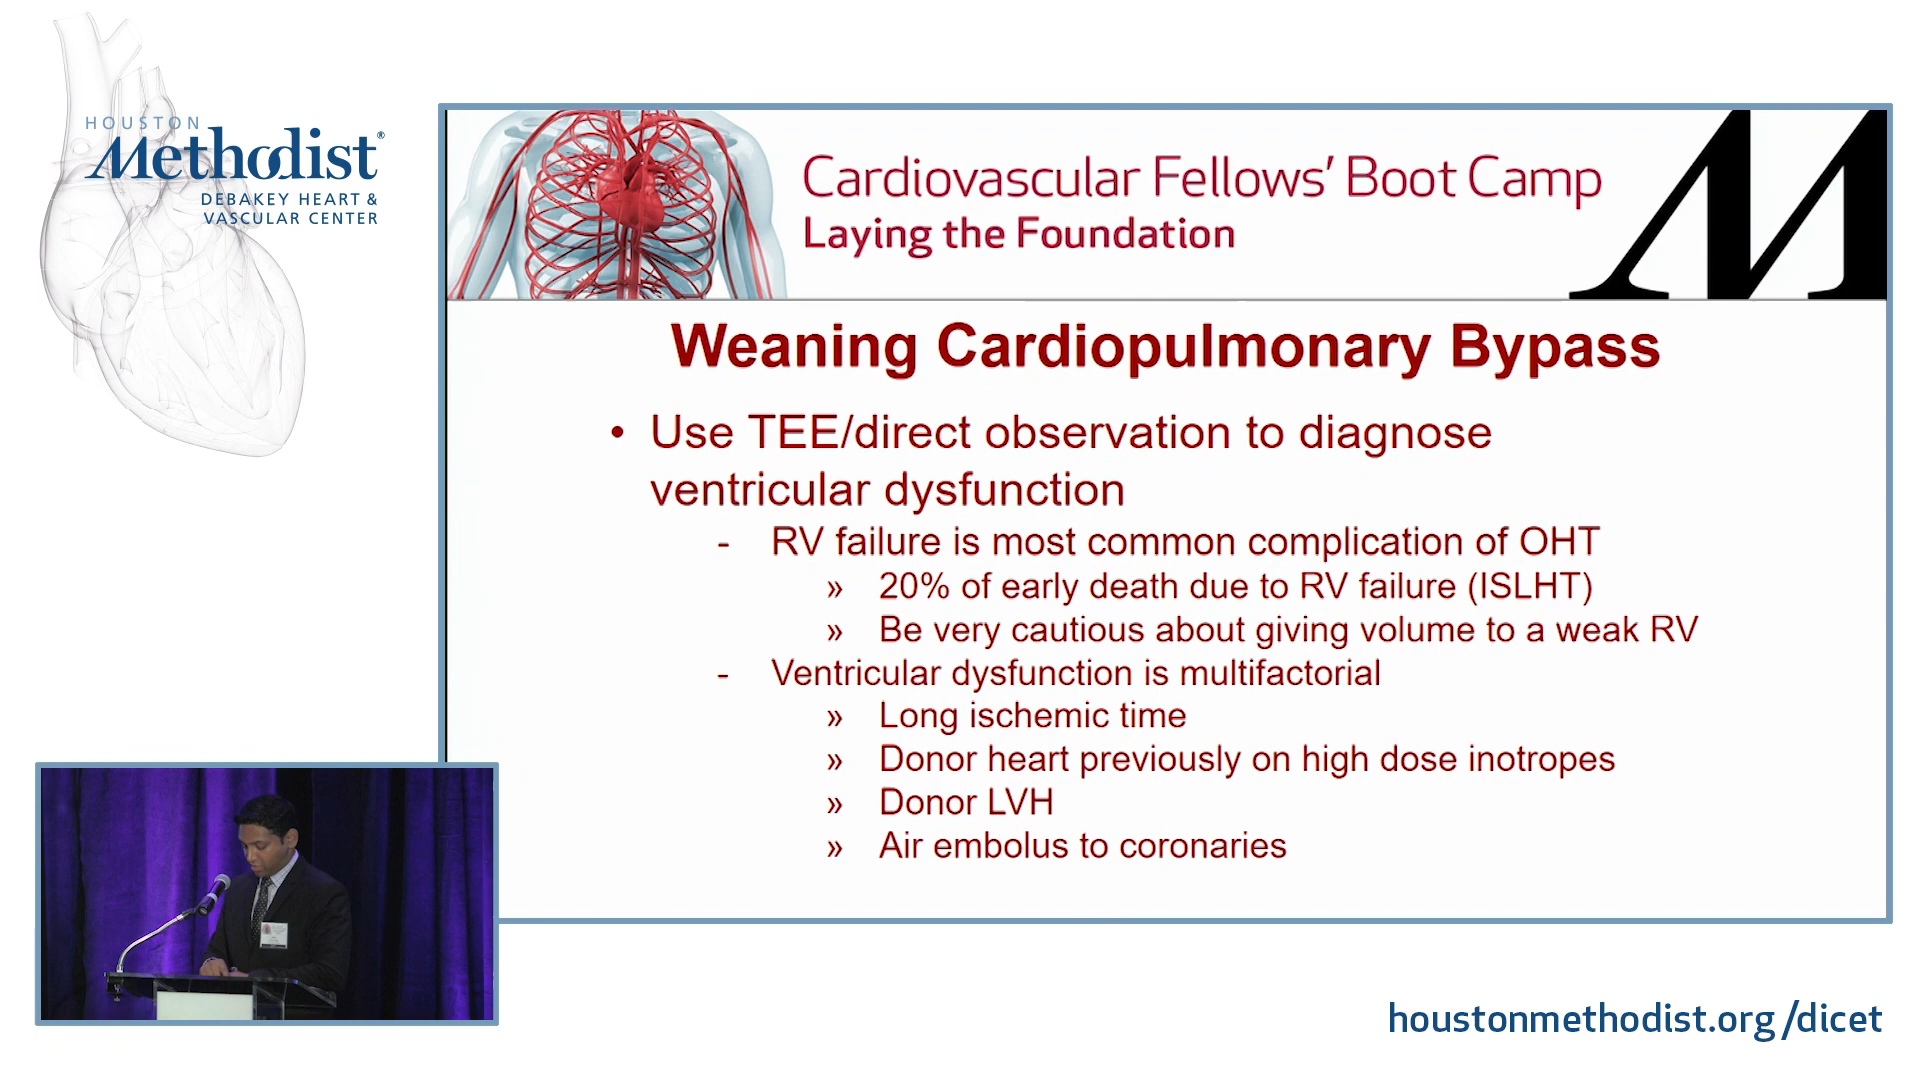 HOUSTON
Methodist®
DEBAKEY HEART &
VASCULAR CENTER
Cardiovascular Fellows' Boot Camp
Laying the Foundation
M
Weaning Cardiopulmonary Bypass
• Use TEE/direct observation to diagnose
ventricular dysfunction
- RV failure is most common complication of OHT
» 20% of early death due to RV failure (ISLHT)
» Be very cautious about giving volume to a weak RV
- Ventricular dysfunction is multifactorial
» Long ischemic time
» Donor heart previously on high dose inotropes
» Donor LVH
» Air embolus to coronaries
houstonmethodist.org/dicet